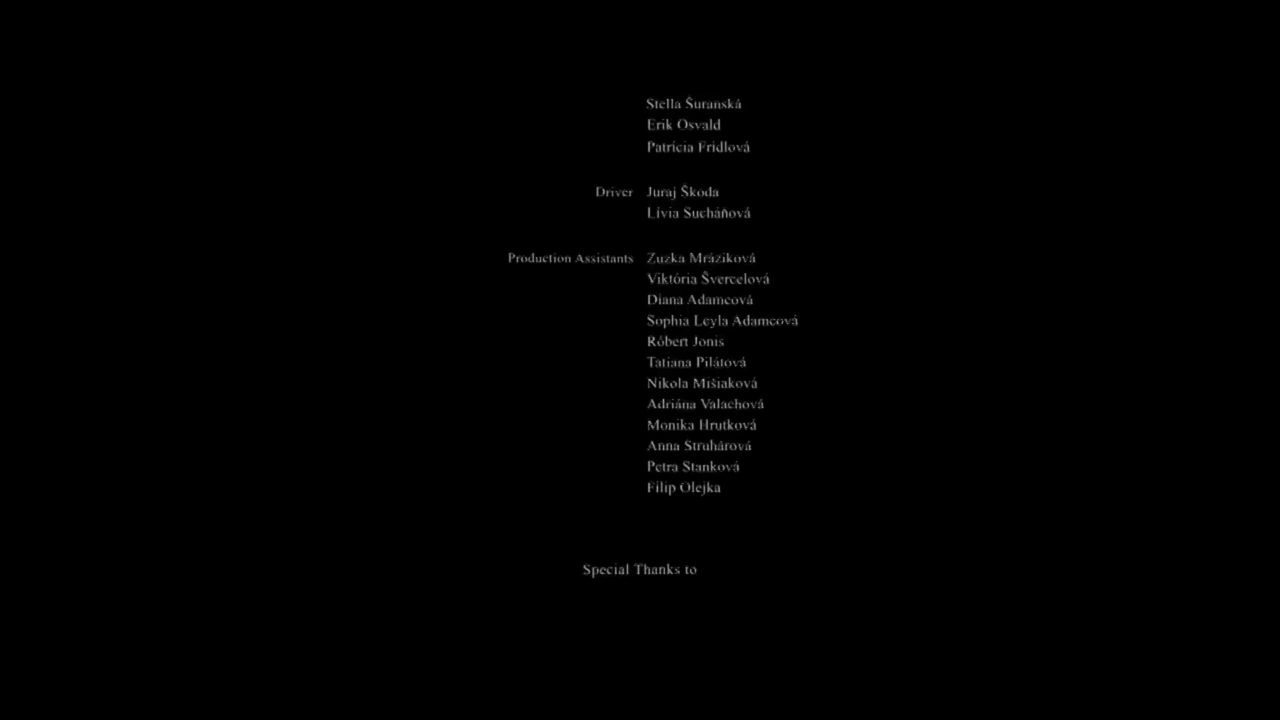 Stella Šuranská
Erik Osvald
Patrícia Fridlová
Driver Juraj Škoda
Lívia Sucháňová
Production Assistants Zuzka Mráziková
Viktória Švercelová
Diana Adamcová
Sophia Leyla Adamcová
Róbert Jonis
Tatiana Pilátová
Nikola Mišiaková
Adriána Valachová
Monika Hrutková
Anna Struhárová
Petra Stanková
Filip Olejka
Special Thanks to